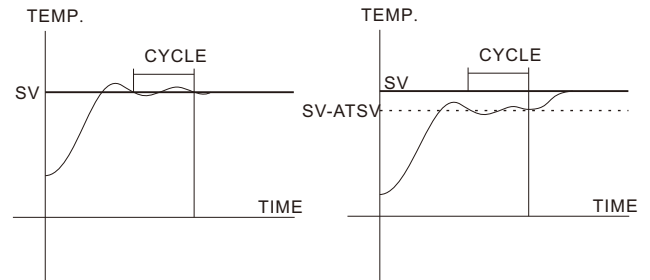 TEMP.
CYCLE
SV
TIME
TEMP.
CYCLE
SV
SV-ATSV
TIME